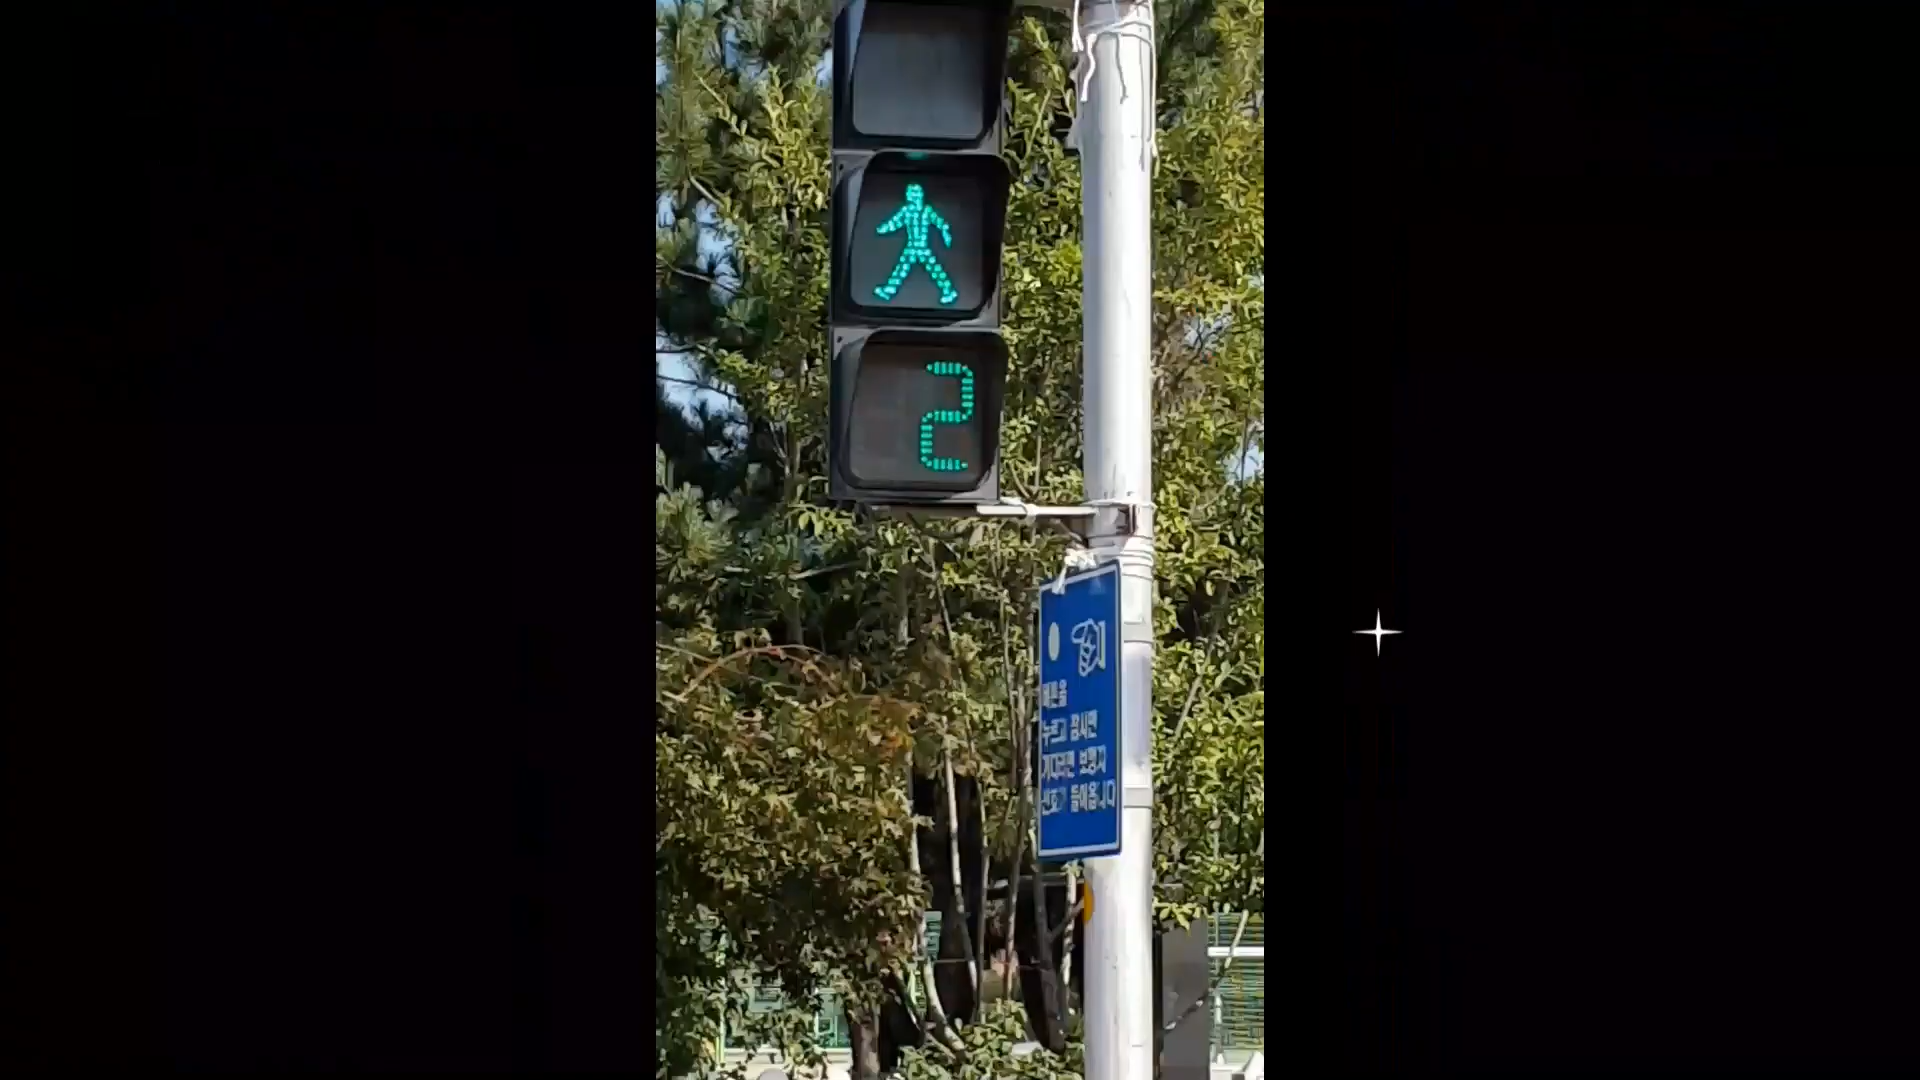 2
버튼을
누르고 잠시만
기다리면 보행자
신호가 들어옵니다